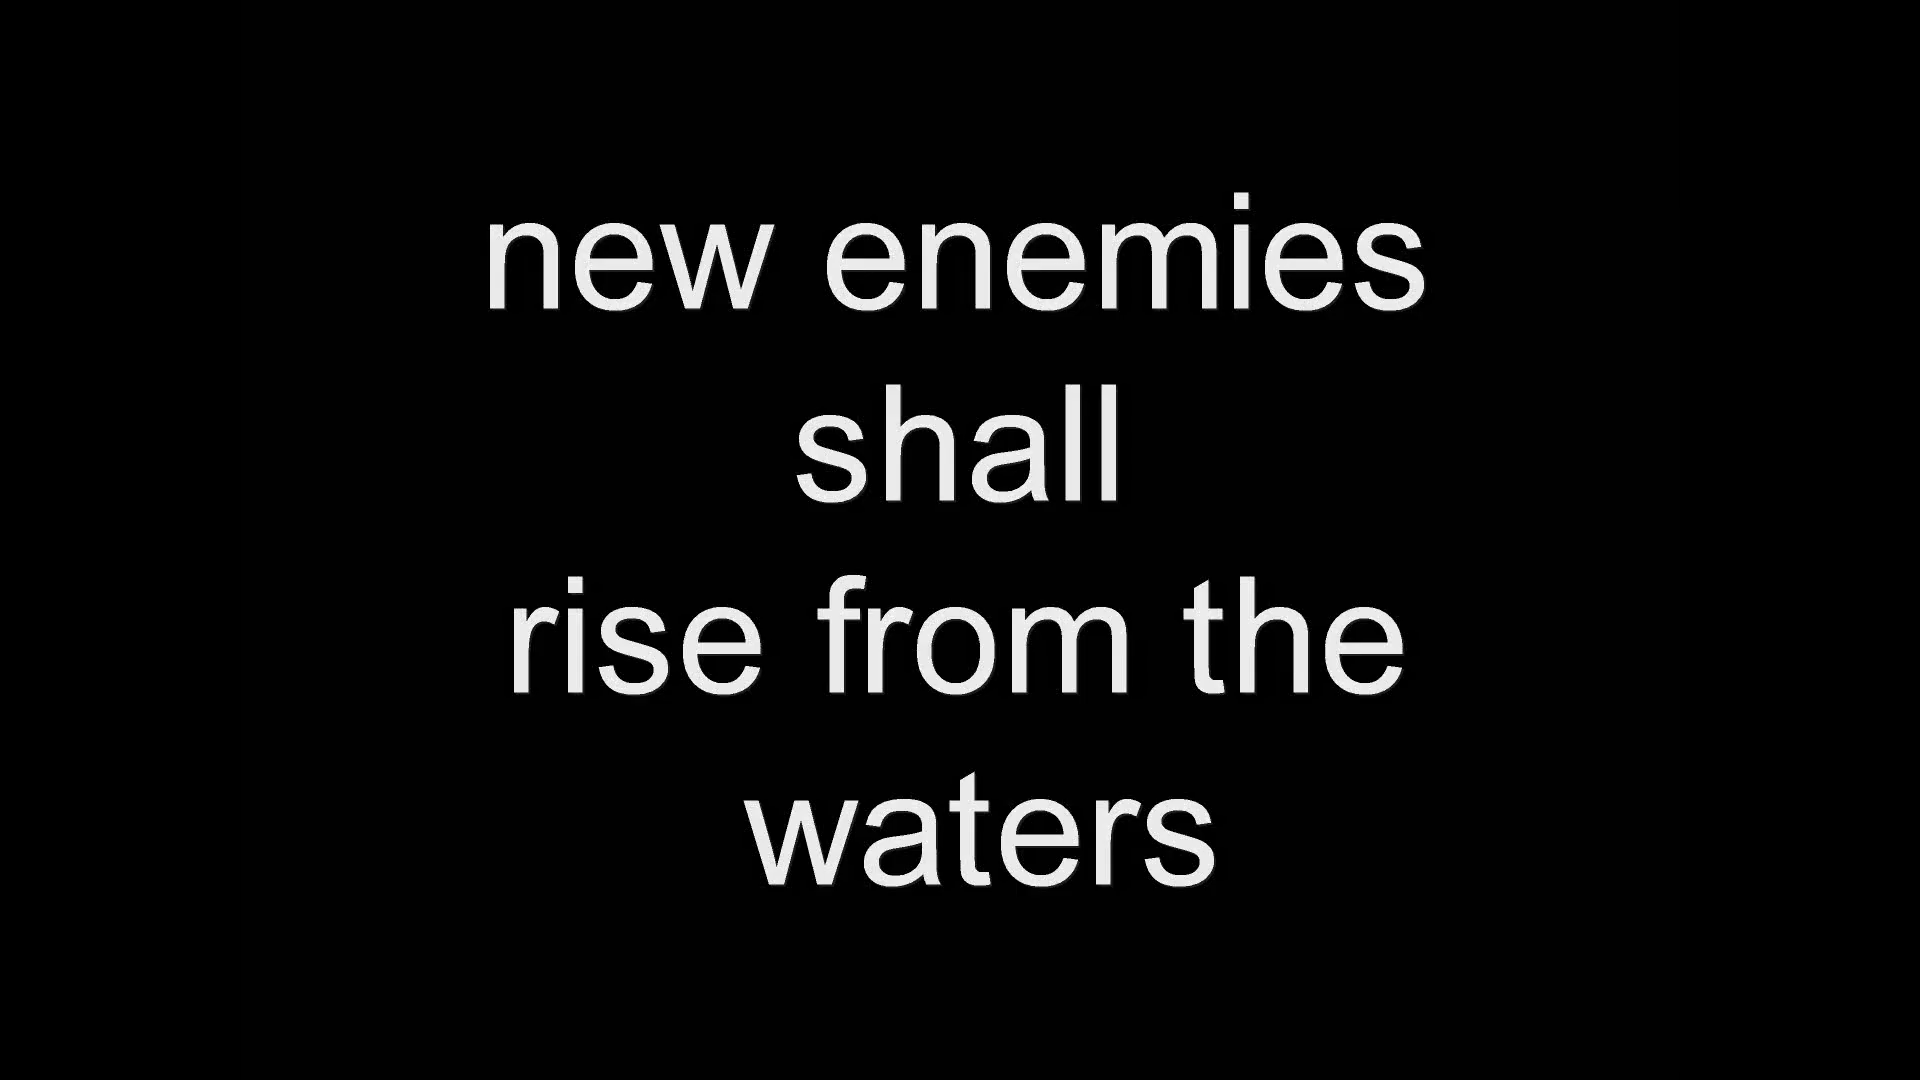 new enemies
shall
rise from the
waters